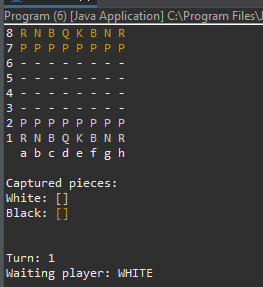 Program (6) [Java Application] C:\Program Files\
8 R N B Q K B N R
7 P P P P P P P P
6 - - - - - - - -
5 - - - - - - - -
4 - - - - - - - -
3 - - - - - - - -
2 P P P P P P P P
1 R N B Q K B N R
a b c d e f g h
Captured pieces:
White: []
Black: []
Turn: 1
Waiting player: WHITE